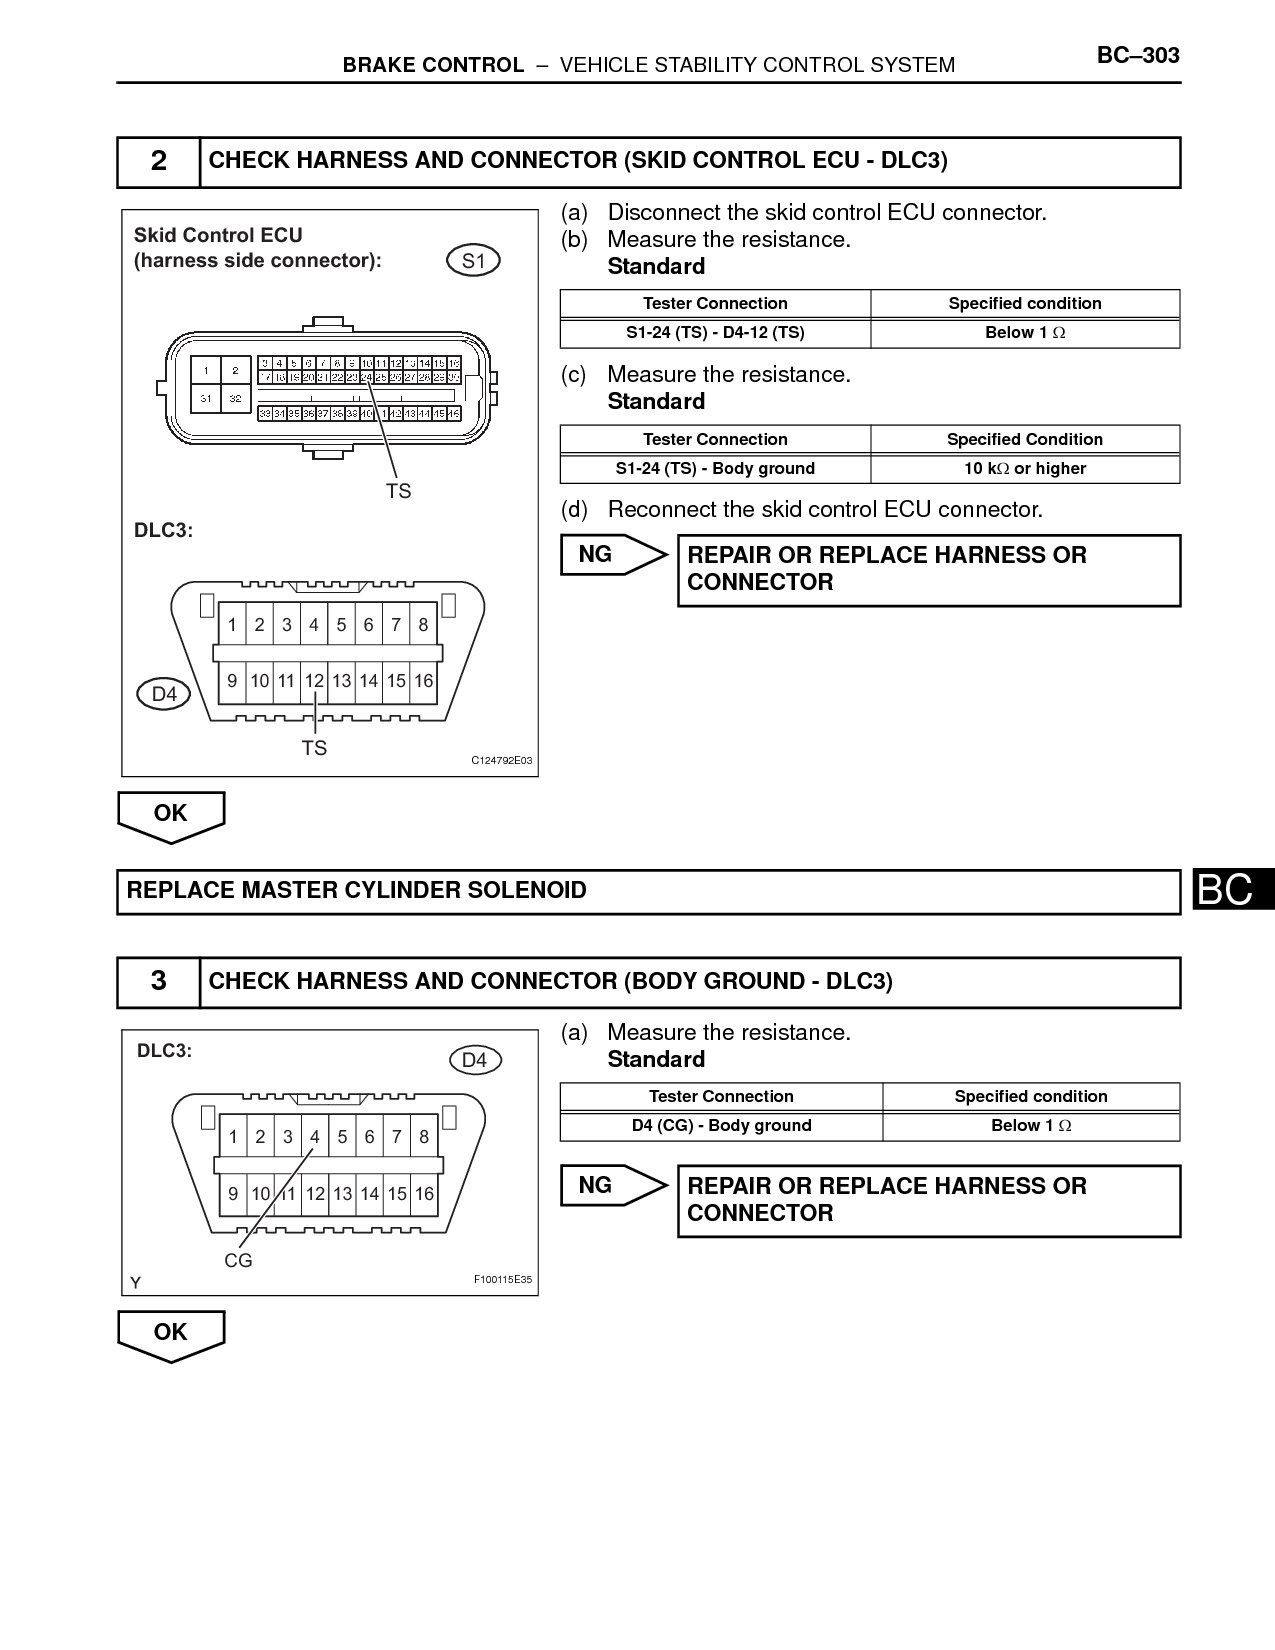 BRAKE CONTROL – VEHICLE STABILITY CONTROL SYSTEM
BC–303
2 CHECK HARNESS AND CONNECTOR (SKID CONTROL ECU - DLC3)
Skid Control ECU
(harness side connector):
S1
1 2 3 4 5 6 7 8 9 10 11 12 13 14 15 16
17 18 19 20 21 22 23 24 25 26 27 28 29 30
31 32
33 34 35 36 37 38 39 40 41 42 43 44 45 46
TS
DLC3:
1 2 3 4 5 6 7 8
9 10 11 12 13 14 15 16
D4
TS
C124792E03
(a) Disconnect the skid control ECU connector.
(b) Measure the resistance.
Standard
Tester Connection Specified condition
S1-24 (TS) - D4-12 (TS) Below 1 Ω
(c) Measure the resistance.
Standard
Tester Connection Specified Condition
S1-24 (TS) - Body ground 10 kΩ or higher
(d) Reconnect the skid control ECU connector.
NG
REPAIR OR REPLACE HARNESS OR
CONNECTOR
OK
REPLACE MASTER CYLINDER SOLENOID
BC
3 CHECK HARNESS AND CONNECTOR (BODY GROUND - DLC3)
DLC3:
D4
1 2 3 4 5 6 7 8
9 10 11 12 13 14 15 16
CG
Y
F100115E35
(a) Measure the resistance.
Standard
Tester Connection Specified condition
D4 (CG) - Body ground Below 1 Ω
NG
REPAIR OR REPLACE HARNESS OR
CONNECTOR
OK